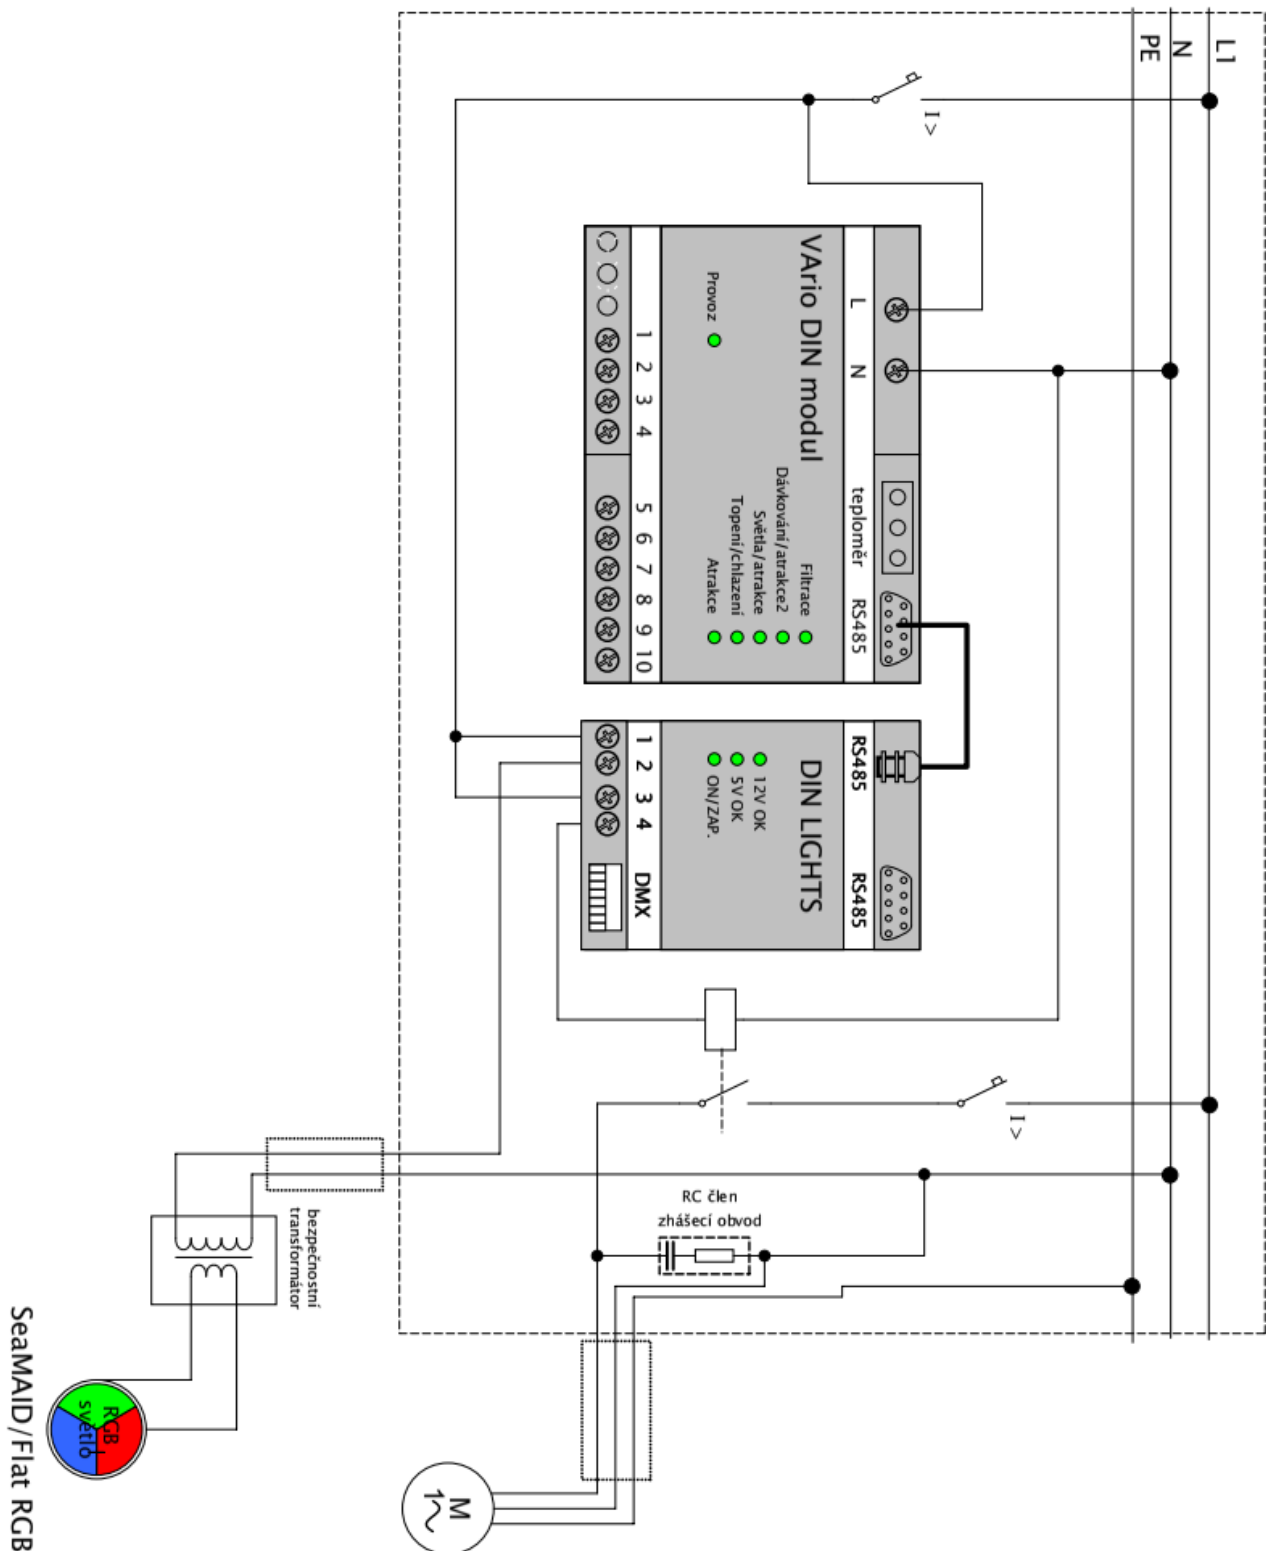 L1
N
PE
I >
VArio DIN modul
L
N
teploměr
RS485
Provoz
Filtrace
Dávkování/atrakce2
Světla/atrakce
Topení/chlazení
Atrakce
1 2 3 4
5 6 7 8 9 10
DIN LIGHTS
RS485
RS485
12V OK
5V OK
ON/ZAP.
1 2 3 4
DMX
I >
RC člen
zhášecí obvod
bezpečnostní
transformátor
RGB
světlo
SeaMAID/Flat RGB
M
1